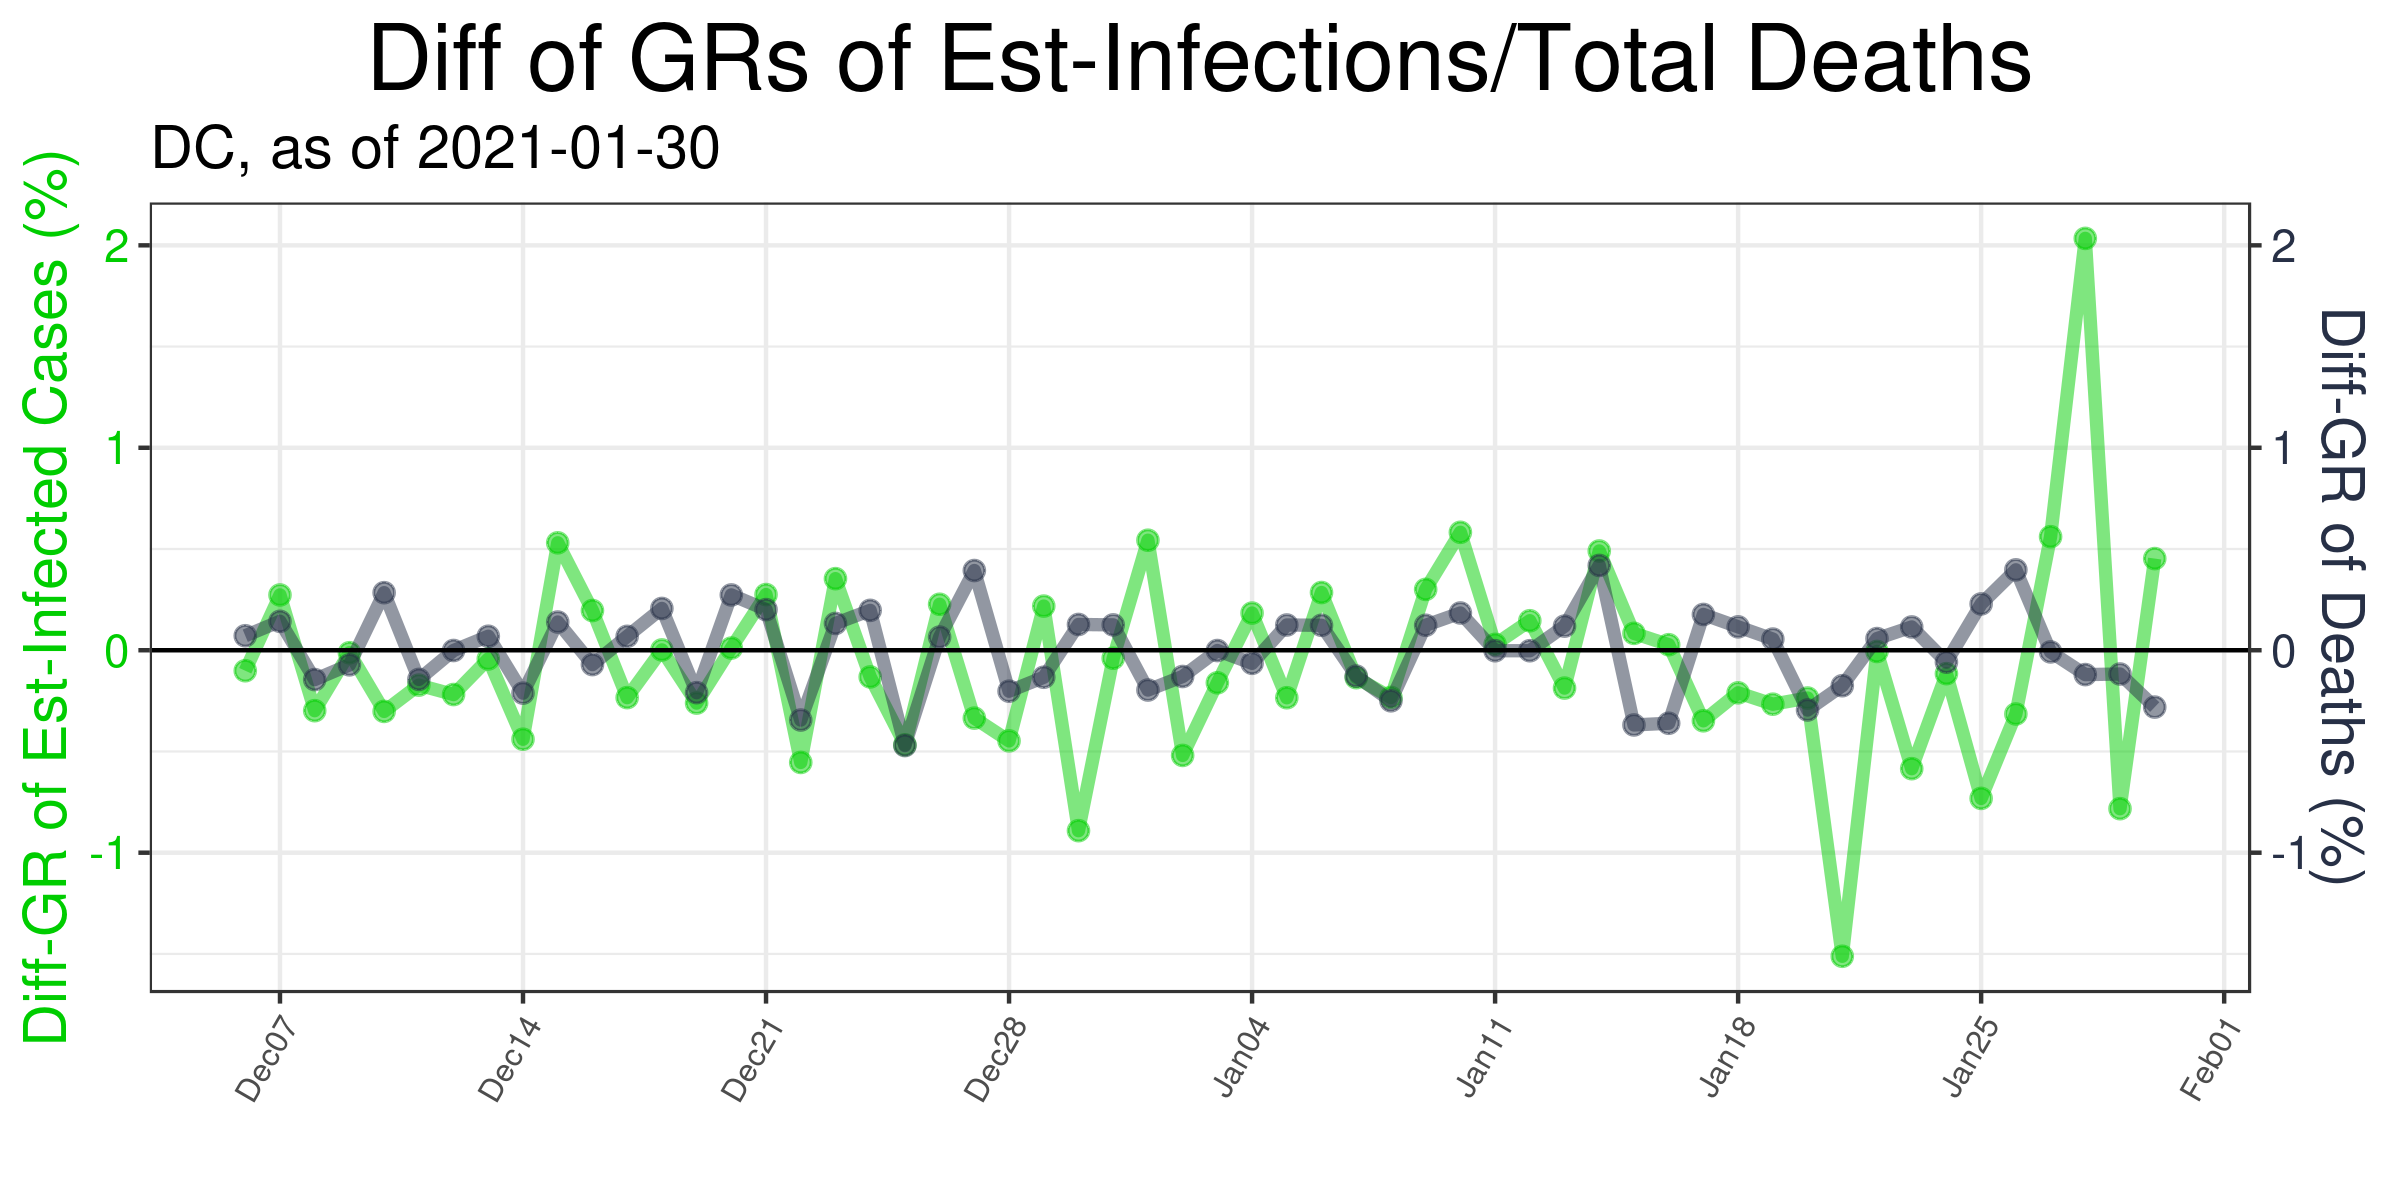 Diff of GRs of Est-Infections/Total Deaths
DC, as of 2021-01-30
Diff-GR of Est-Infected Cases (%)
2
1
0
-1
2
1
0
-1
Diff-GR of Deaths (%)
Dec07
Dec14
Dec21
Dec28
Jan04
Jan11
Jan18
Jan25
Feb01